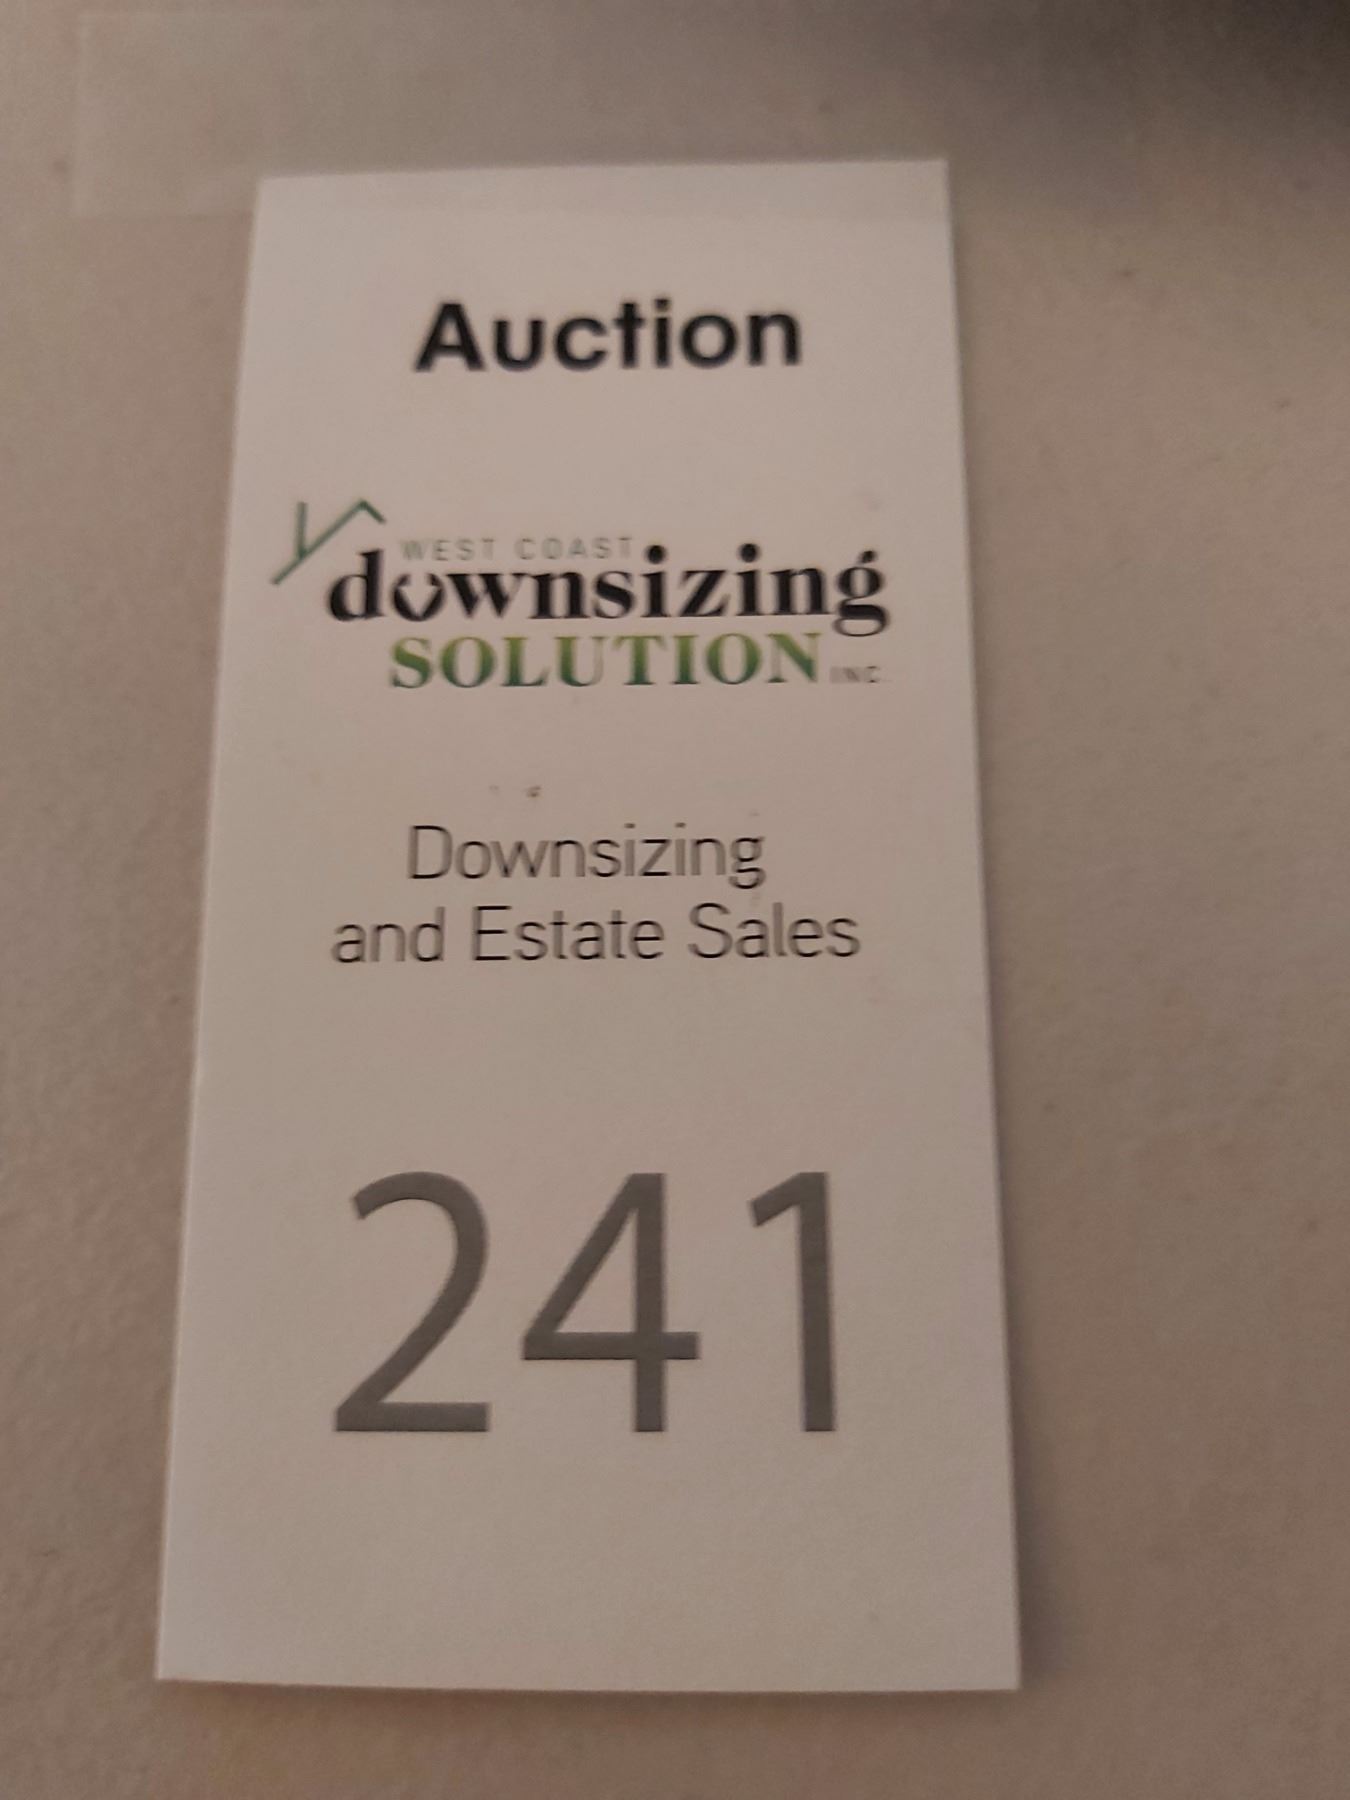 Auction
WEST COAST
downsizing
SOLUTION INC.
Downsizing
and Estate Sales
241